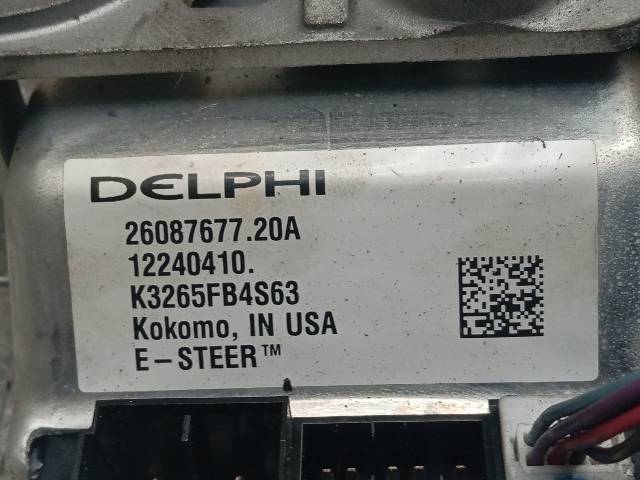 DELPHI
26087677.20A
12240410.
K3265FB4S63
Kokomo, IN USA
E-STEER™